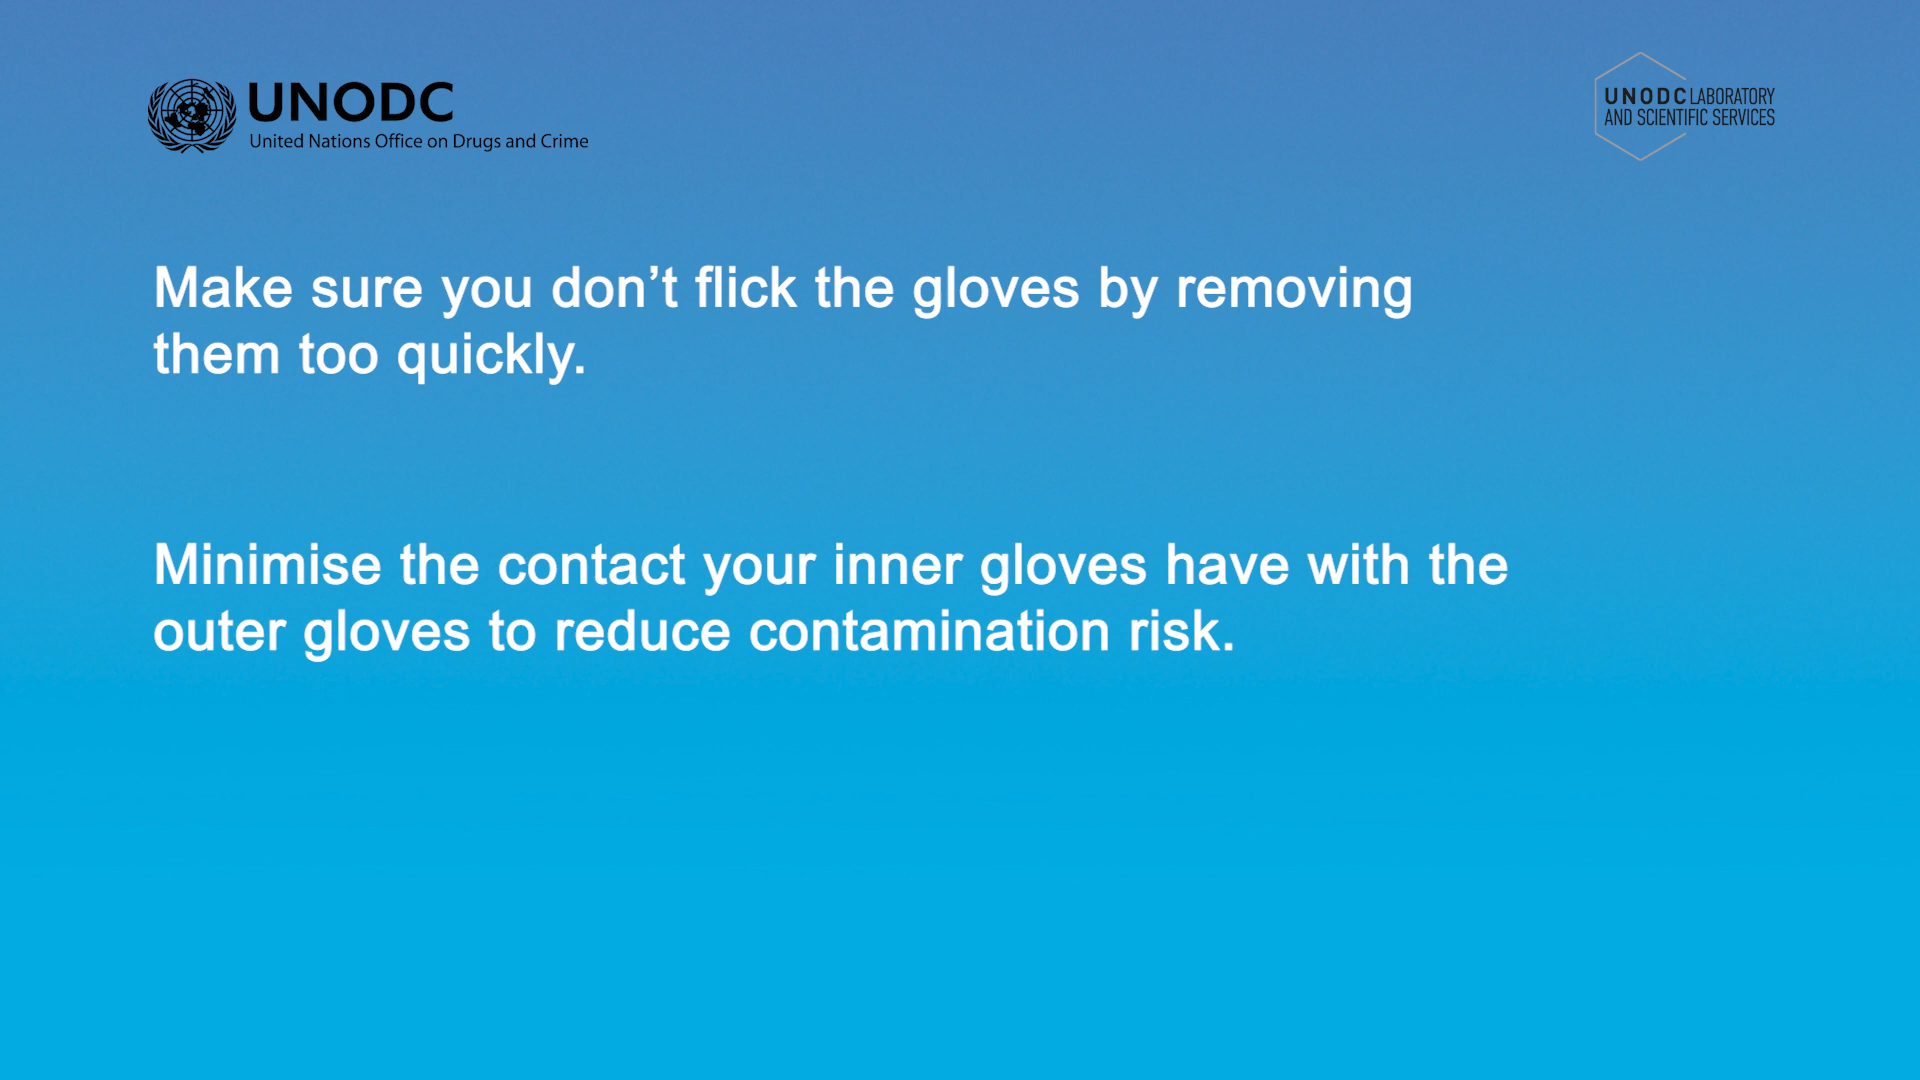 UNODC
United Nations Office on Drugs and Crime
UNODC LABORATORY
AND SCIENTIFIC SERVICES
Make sure you don’t flick the gloves by removing
them too quickly.
Minimise the contact your inner gloves have with the
outer gloves to reduce contamination risk.